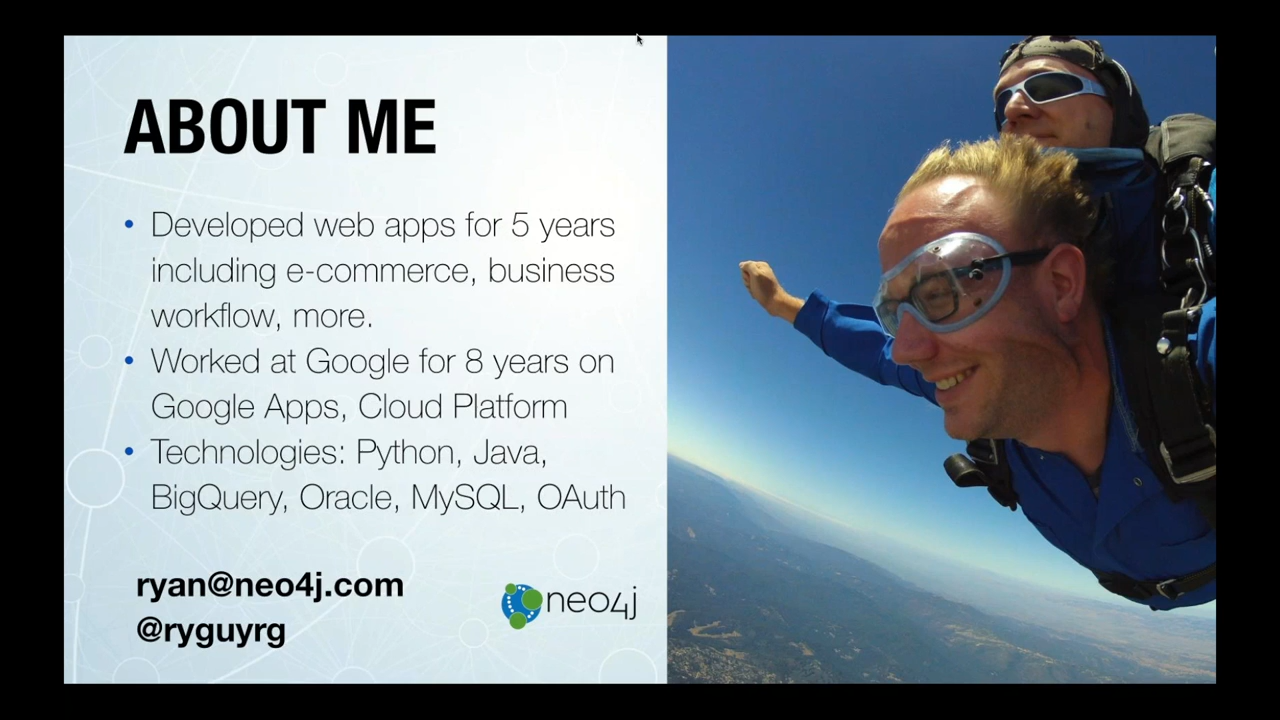 ABOUT ME
• Developed web apps for 5 years
including e-commerce, business
workflow, more.
• Worked at Google for 8 years on
Google Apps, Cloud Platform
• Technologies: Python, Java,
BigQuery, Oracle, MySQL, OAuth
ryan@neo4j.com
neo4j
@ryguyrg